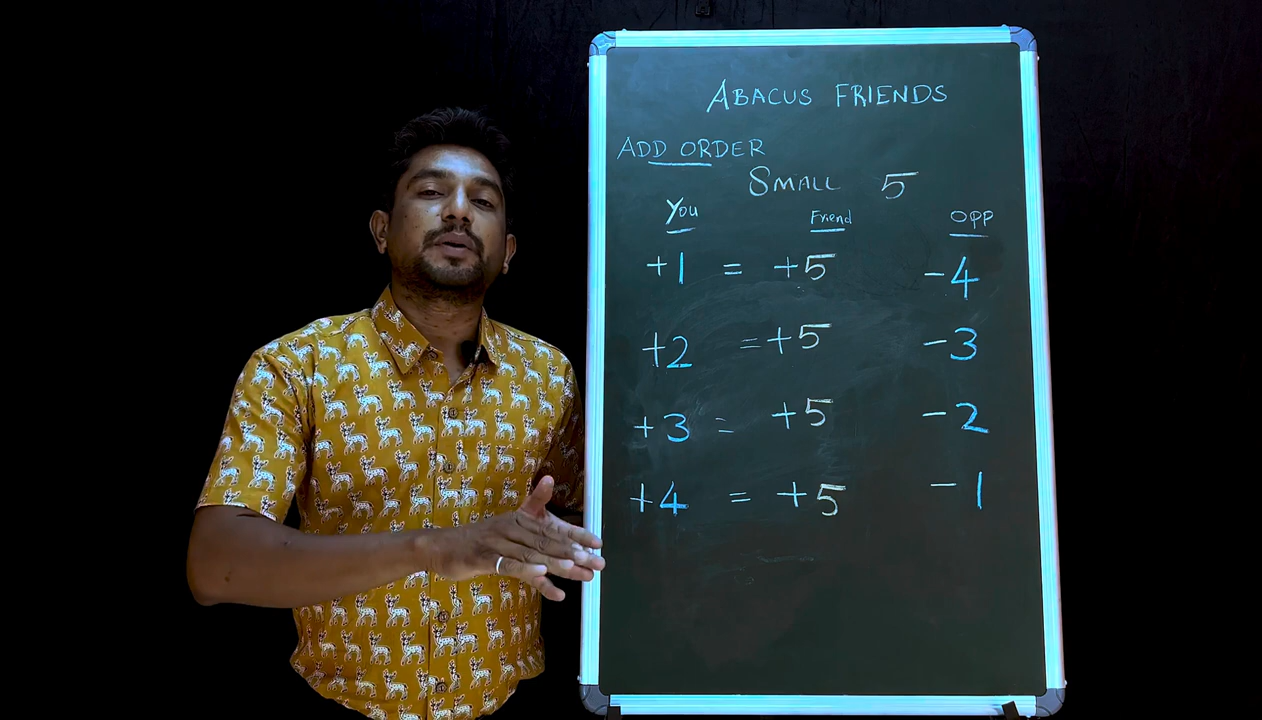 ABACUS FRIENDS
ADD ORDER
SMALL 5
You Friend OPP
+1 = +5 -4
+2 = +5 -3
+3 = +5 -2
+4 = +5 -1